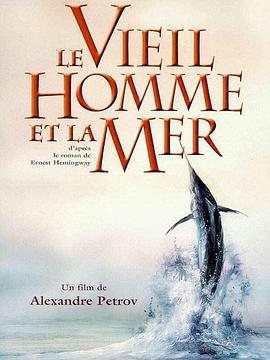 LE VIEIL
HOMME
ET LA MER
d'après
le roman de
Ernest Hemingway
Un film de
Alexandre Petrov